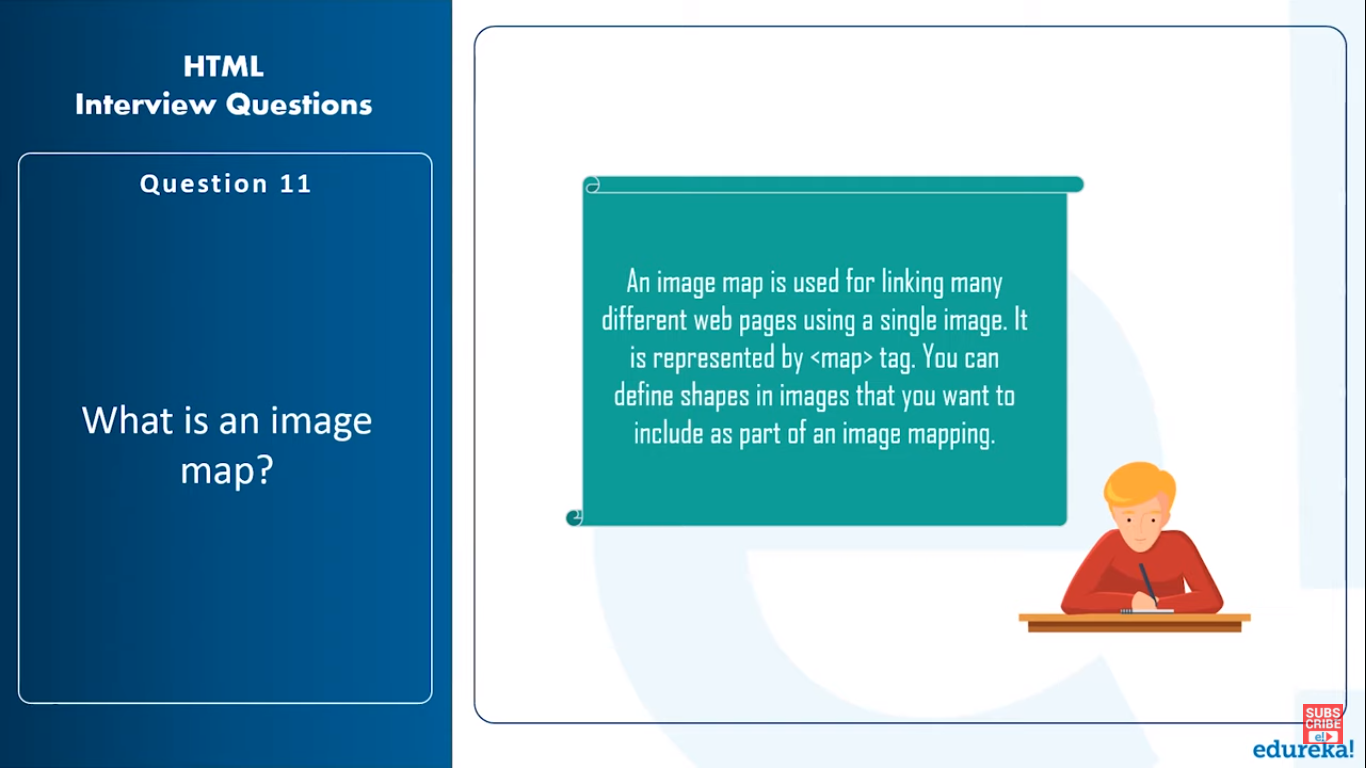 HTML
Interview Questions
Question 11
What is an image
map?
An image map is used for linking many
different web pages using a single image. It
is represented by <map> tag. You can
define shapes in images that you want to
include as part of an image mapping.
SUBS
CRIBE
e!
edureka!